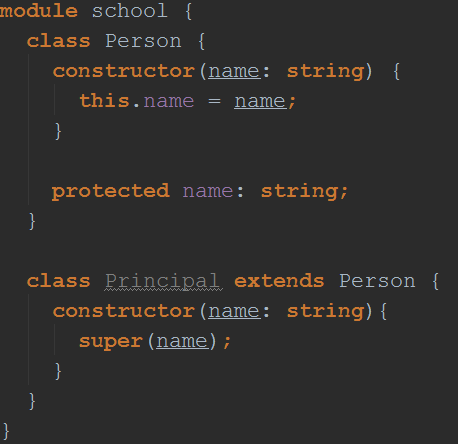 module school {
class Person {
constructor(name: string) {
this.name = name;
}
protected name: string;
}
class Principal extends Person {
constructor(name: string){
super(name);
}
}
}